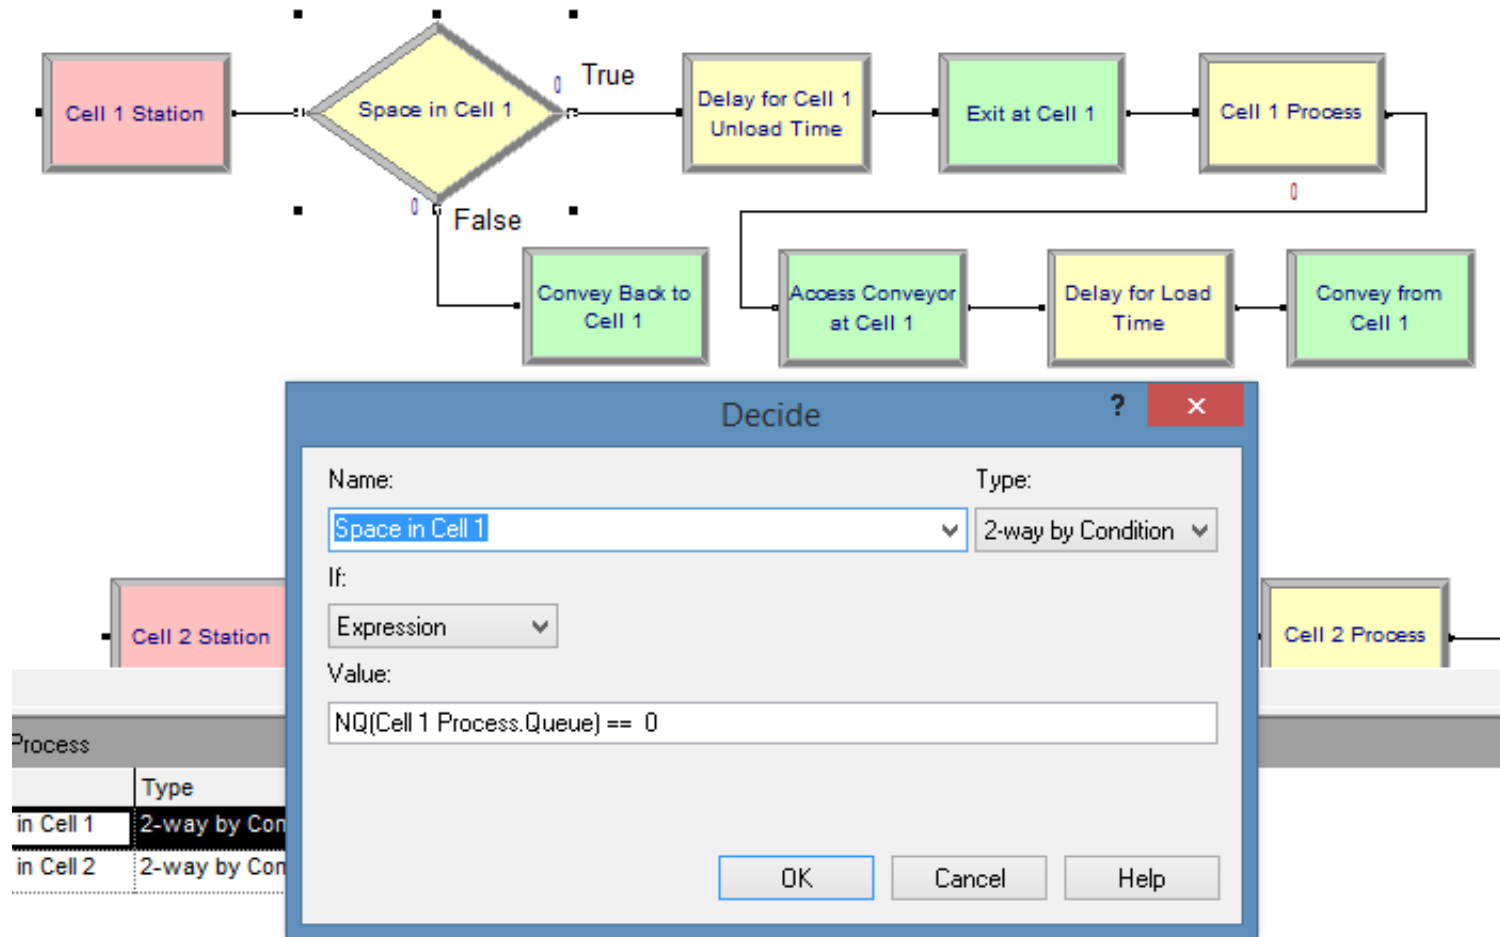 Cell 1 Station
Space in Cell 1
0
True
Delay for Cell 1
Unload Time
Exit at Cell 1
Cell 1 Process
0
0
False
Convey Back to
Cell 1
Access Conveyor
at Cell 1
Delay for Load
Time
Convey from
Cell 1
Decide
?
Name:
Type:
Space in Cell 1
2-way by Condition
If:
Expression
Value:
NQ(Cell 1 Process.Queue) == 0
OK
Cancel
Help
Cell 2 Station
Cell 2 Process
Process
Type
in Cell 1
2-way by Con
in Cell 2
2-way by Con